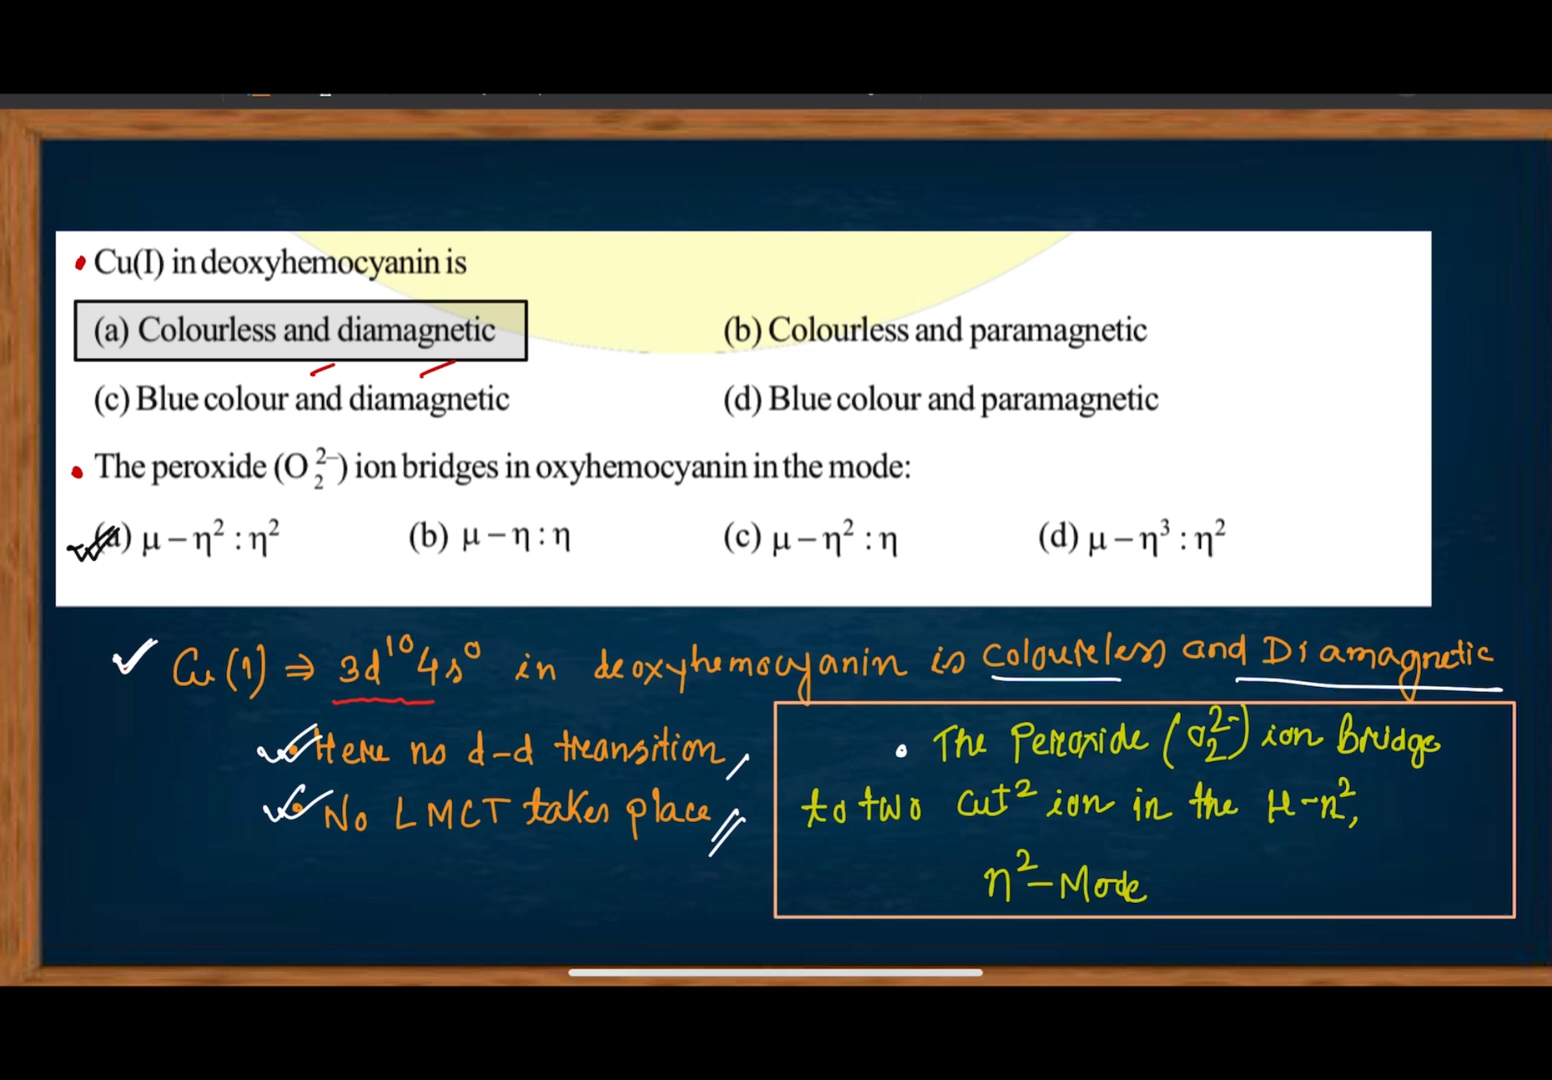 • Cu(I) in deoxyhemocyanin is
(a) Colourless and diamagnetic (b) Colourless and paramagnetic
(c) Blue colour and diamagnetic (d) Blue colour and paramagnetic
• The peroxide (O₂²⁻) ion bridges in oxyhemocyanin in the mode:
(a) μ − η² : η² (b) μ − η : η (c) μ − η² : η (d) μ − η³ : η²
✓ Cu(1) ⇒ 3d¹⁰4s⁰ in deoxyhemocyanin is colourless and Diamagnetic
✓ Here no d-d transition,
✓ No LMCT takes place //
• The Peroxide (O₂²⁻) ion Bridge
to two Cu+² ion in the μ-η²,
η²-Mode